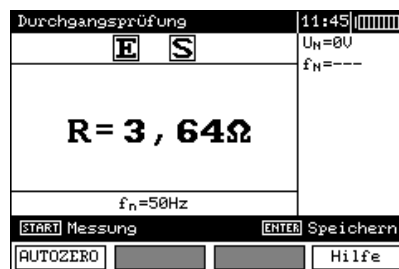 Durchgangsprüfung 11:45
E S
U_N=0V
f_N=---
R= 3,64Ω
f_n=50Hz
START Messung ENTER Speichern
AUTOZERO Hilfe